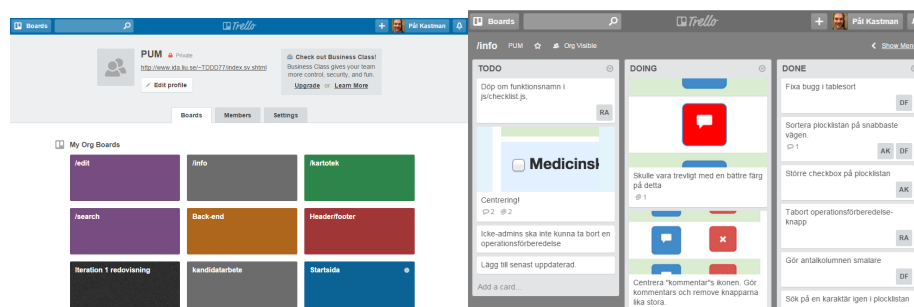 Boards
Trello
Pål Kastman
PUM Private
http://www.ida.liu.se/~TDDD77/index.sv.shtml
Edit profile
Check out Business Class!
Business Class gives your team
more control, security, and fun.
Upgrade or Learn More
Boards Members Settings
My Org Boards
/edit
/info
/kartotek
/search
Back-end
Header/footer
Iteration 1 redovisning
kandidatarbete
Startsida
Boards
Trello
Pål Kastman
/info PUM Org Visible
Show Men
TODO
Döp om funktionsnamn i
js/checklist.js,
RA
Medicinsl
Centrering!
2 2
Icke-admins ska inte kunna ta bort en
operationsförberedelse
Lägg till senast uppdaterad.
Add a card...
DOING
Skulle vara trevligt med en bättre färg
på detta
1
Centrera "kommentar"s ikonen. Gör
kommentars och remove knapparna
lika stora.
DONE
Fixa bugg i tablesort
DF
Sortera plocklistan på snabbaste
vägen.
1
AK DF
Större checkbox på plocklistan
AK
Tabort operationsförberedelse-
knapp
RA
Gör antalkolumnen smalare
DF
Sök på en karaktär igen i plocklistan